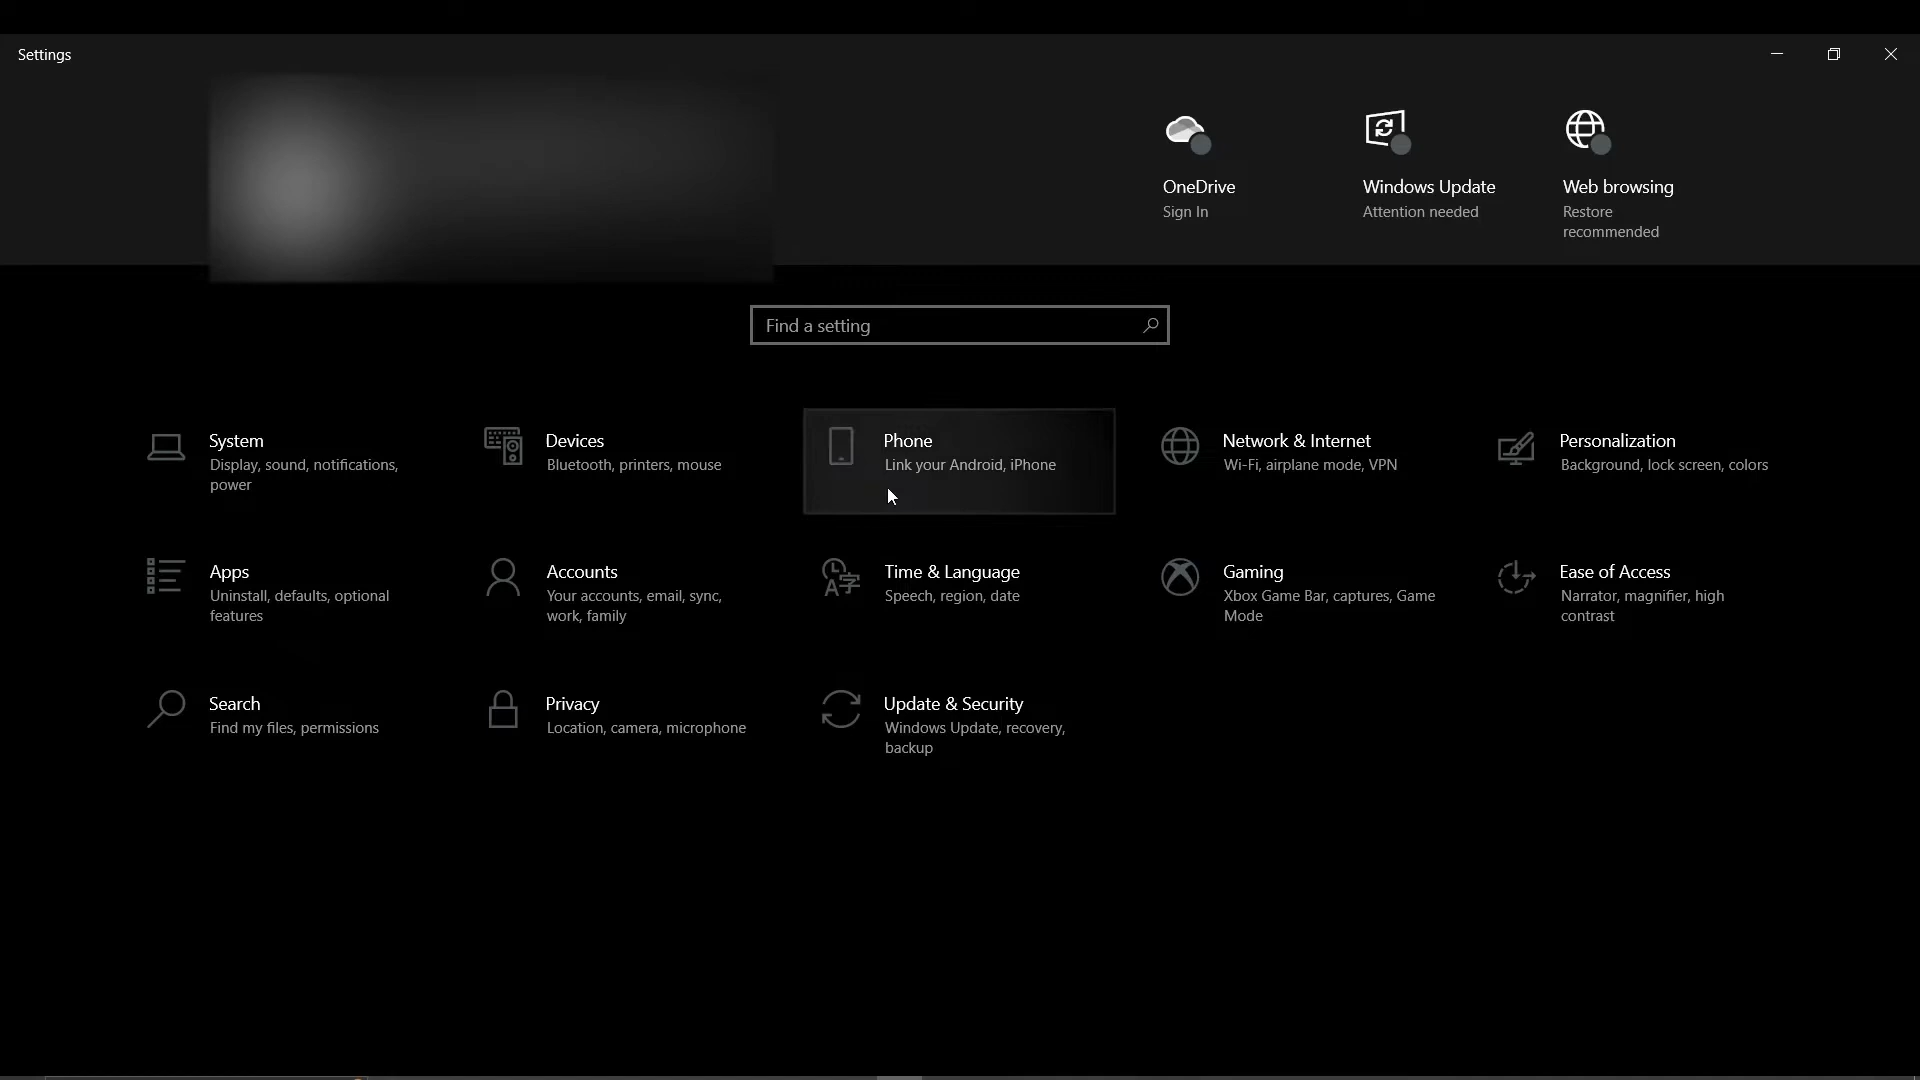 Settings
OneDrive
Sign In
Windows Update
Attention needed
Web browsing
Restore
recommended
Find a setting
System
Display, sound, notifications,
power
Devices
Bluetooth, printers, mouse
Phone
Link your Android, iPhone
Network & Internet
Wi-Fi, airplane mode, VPN
Personalization
Background, lock screen, colors
Apps
Uninstall, defaults, optional
features
Accounts
Your accounts, email, sync,
work, family
Time & Language
Speech, region, date
Gaming
Xbox Game Bar, captures, Game
Mode
Ease of Access
Narrator, magnifier, high
contrast
Search
Find my files, permissions
Privacy
Location, camera, microphone
Update & Security
Windows Update, recovery,
backup